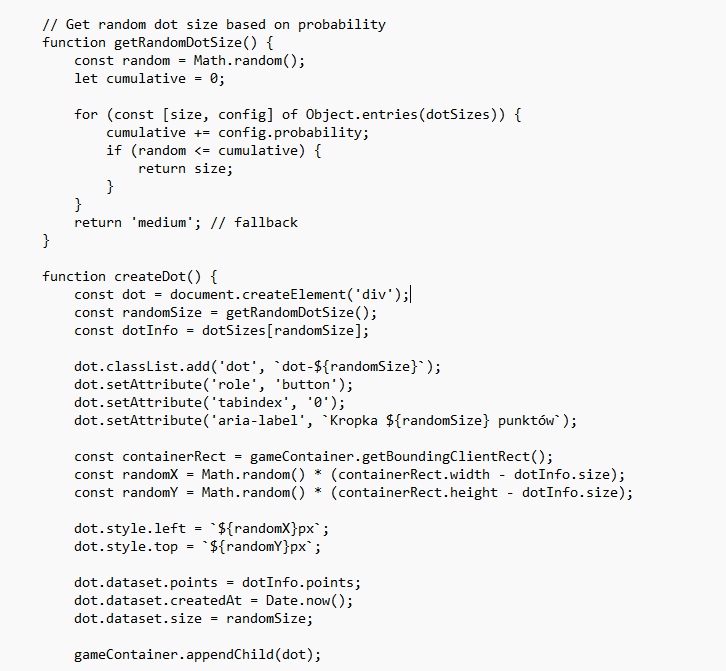 // Get random dot size based on probability
function getRandomDotSize() {
    const random = Math.random();
    let cumulative = 0;

    for (const [size, config] of Object.entries(dotSizes)) {
        cumulative += config.probability;
        if (random <= cumulative) {
            return size;
        }
    }
    return 'medium'; // fallback
}

function createDot() {
    const dot = document.createElement('div');
    const randomSize = getRandomDotSize();
    const dotInfo = dotSizes[randomSize];

    dot.classList.add('dot', `dot-${randomSize}`);
    dot.setAttribute('role', 'button');
    dot.setAttribute('tabindex', '0');
    dot.setAttribute('aria-label', `Kropka ${randomSize} punktów`);

    const containerRect = gameContainer.getBoundingClientRect();
    const randomX = Math.random() * (containerRect.width - dotInfo.size);
    const randomY = Math.random() * (containerRect.height - dotInfo.size);

    dot.style.left = `${randomX}px`;
    dot.style.top = `${randomY}px`;

    dot.dataset.points = dotInfo.points;
    dot.dataset.createdAt = Date.now();
    dot.dataset.size = randomSize;

    gameContainer.appendChild(dot);